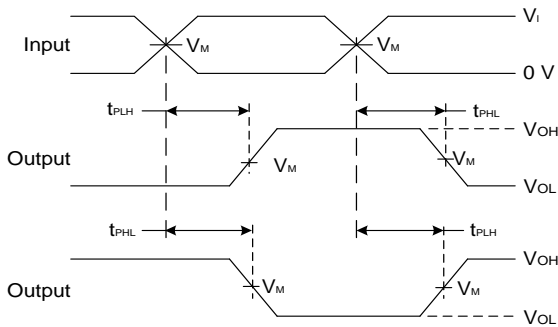 VI
Input
VM
VM
0 V
tPLH
tPHL
VOH
Output
VM
VM
VOL
tPHL
tPLH
VOH
Output
VM
VM
VOL